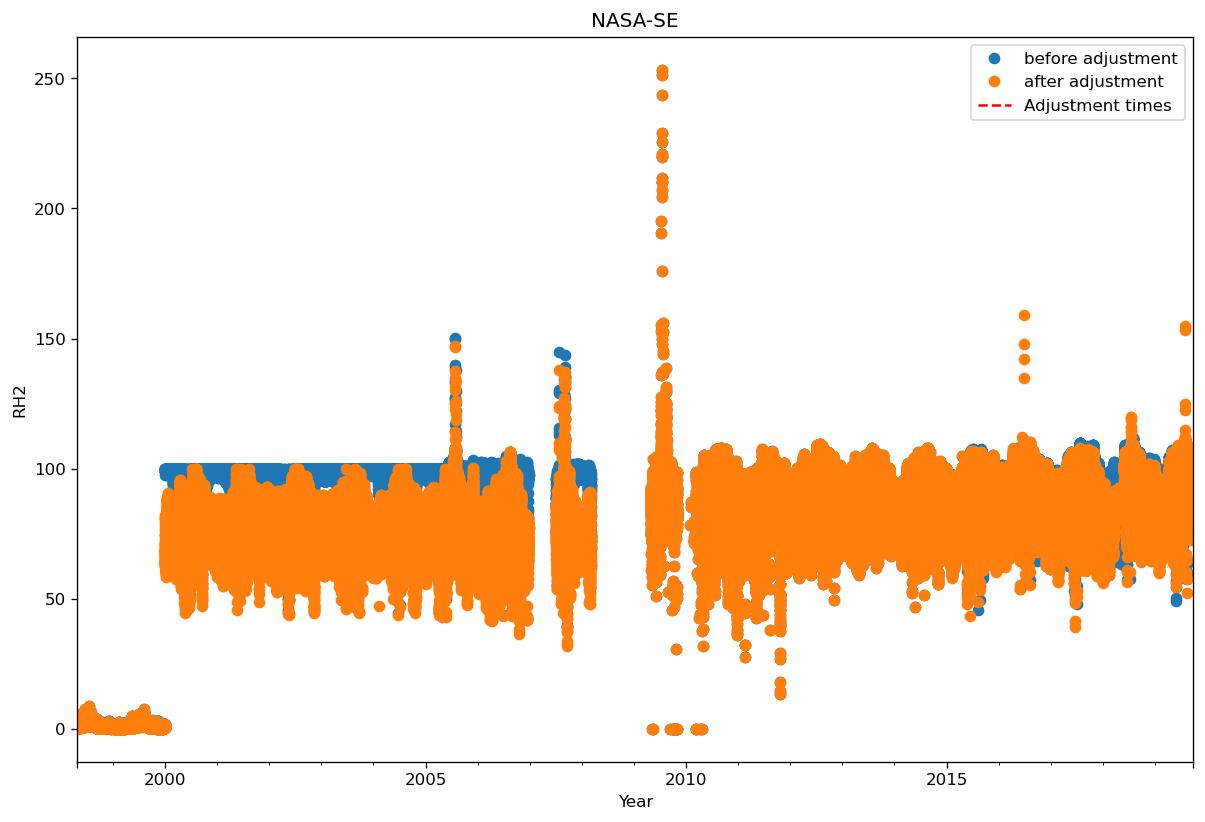 NASA-SE
before adjustment
after adjustment
Adjustment times
250
200
150
100
50
0
RH2
2000 2005 2010 2015
Year